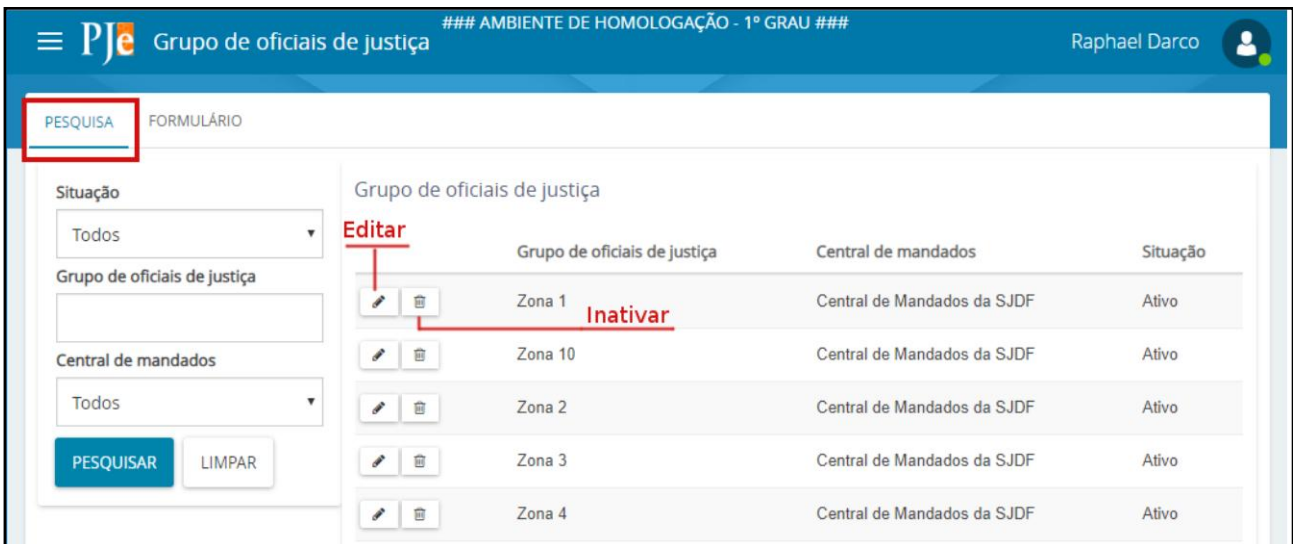 ### AMBIENTE DE HOMOLOGAÇÃO - 1º GRAU ###
PJe Grupo de oficiais de justiça Raphael Darco
PESQUISA FORMULÁRIO
Situação
Todos
Grupo de oficiais de justiça
Central de mandados
Todos
PESQUISAR LIMPAR
Grupo de oficiais de justiça
Editar
Grupo de oficiais de justiça Central de mandados Situação
Zona 1 Central de Mandados da SJDF Ativo
Inativar
Zona 10 Central de Mandados da SJDF Ativo
Zona 2 Central de Mandados da SJDF Ativo
Zona 3 Central de Mandados da SJDF Ativo
Zona 4 Central de Mandados da SJDF Ativo